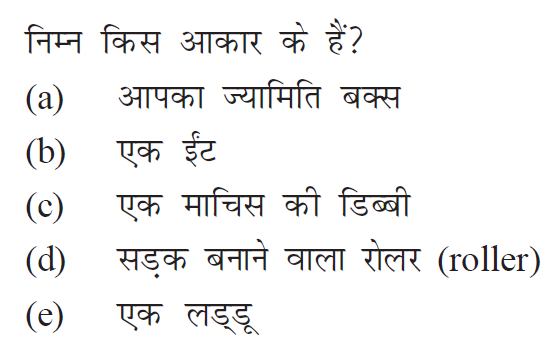 निम्न किस आकार के हैं?
(a) आपका ज्यामिति बक्स
(b) एक ईंट
(c) एक माचिस की डिब्बी
(d) सड़क बनाने वाला रोलर (roller)
(e) एक लड्डू